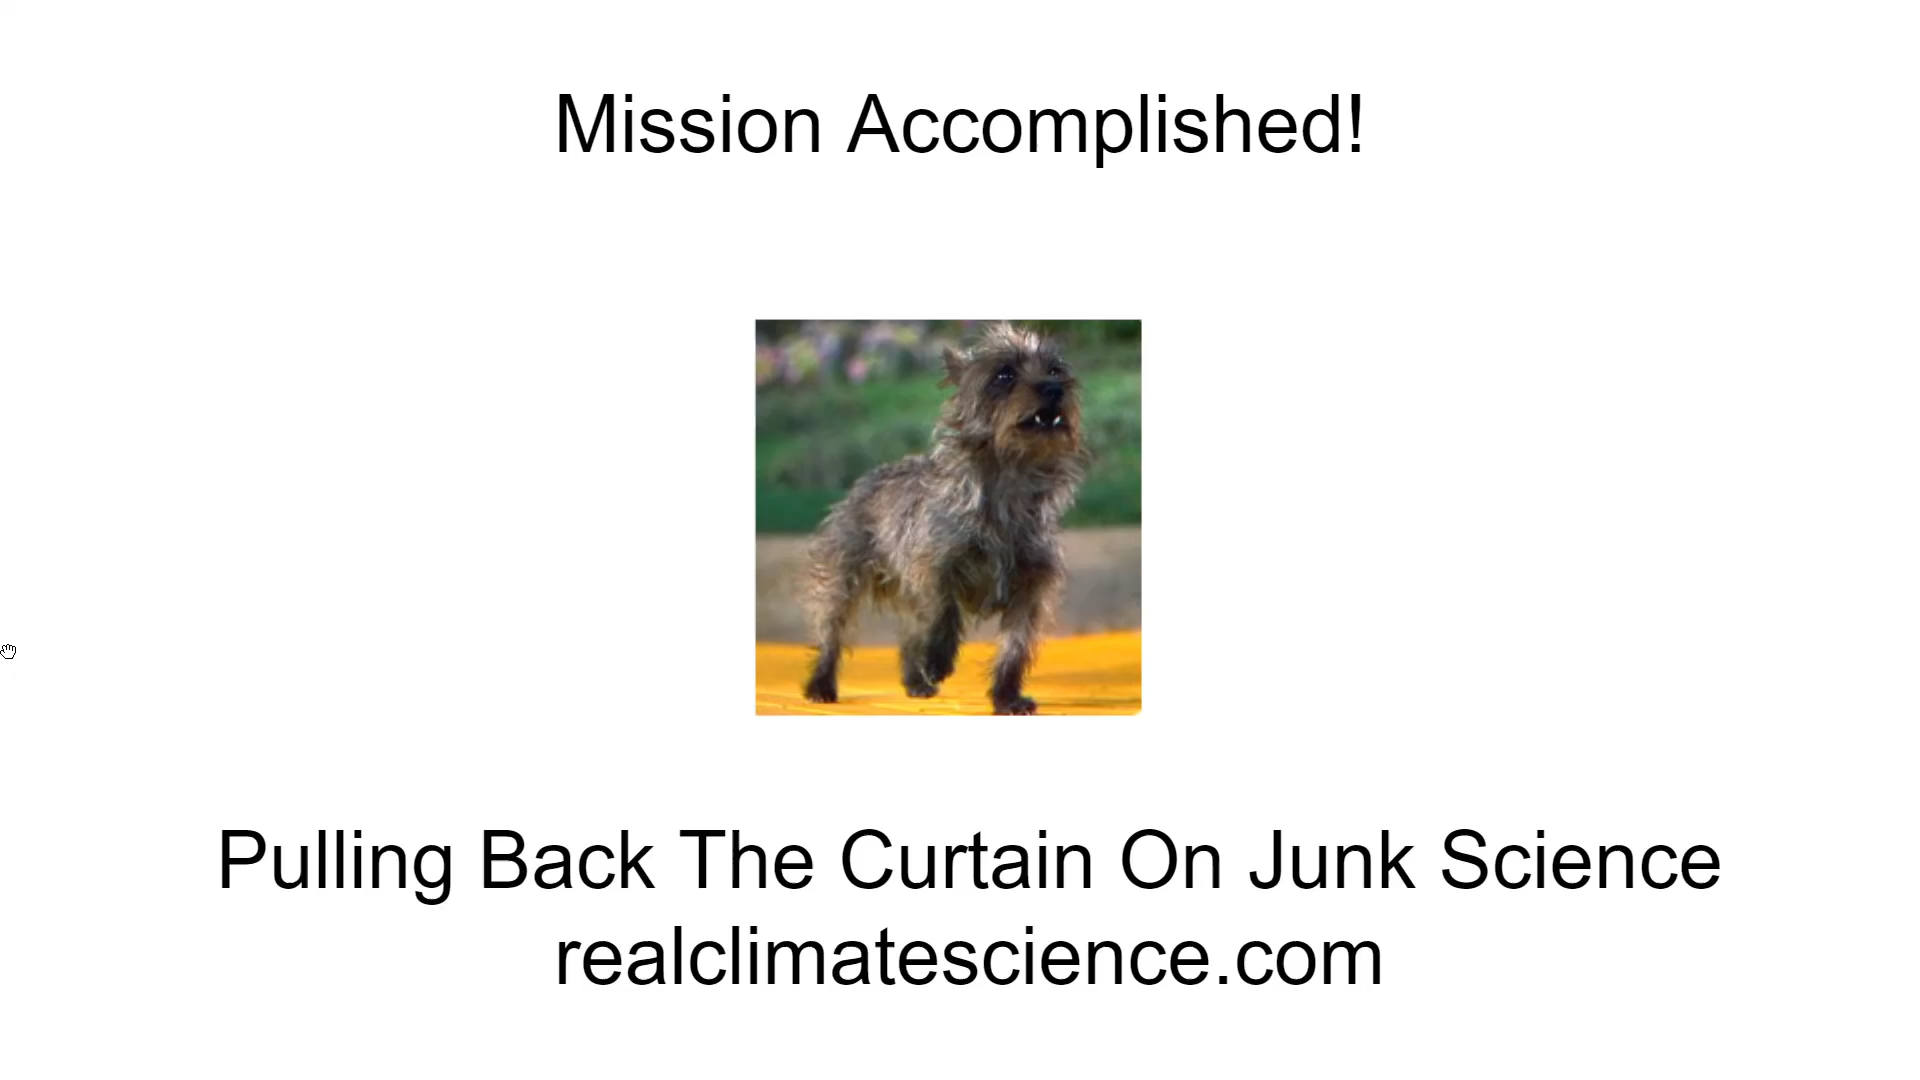 Mission Accomplished!
Pulling Back The Curtain On Junk Science
realclimatescience.com